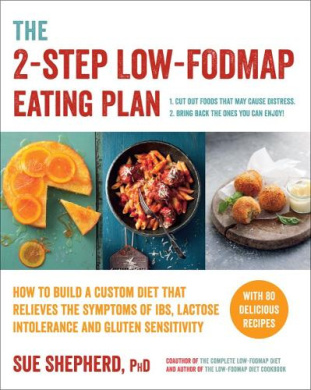 THE
2-STEP LOW-FODMAP
EATING PLAN
1. CUT OUT FOODS THAT MAY CAUSE DISTRESS.
2. BRING BACK THE ONES YOU CAN ENJOY!
HOW TO BUILD A CUSTOM DIET THAT
RELIEVES THE SYMPTOMS OF IBS, LACTOSE
INTOLERANCE AND GLUTEN SENSITIVITY
WITH 80
DELICIOUS
RECIPES
SUE SHEPHERD, PhD
COAUTHOR OF THE COMPLETE LOW-FODMAP DIET
AND AUTHOR OF THE LOW-FODMAP DIET COOKBOOK